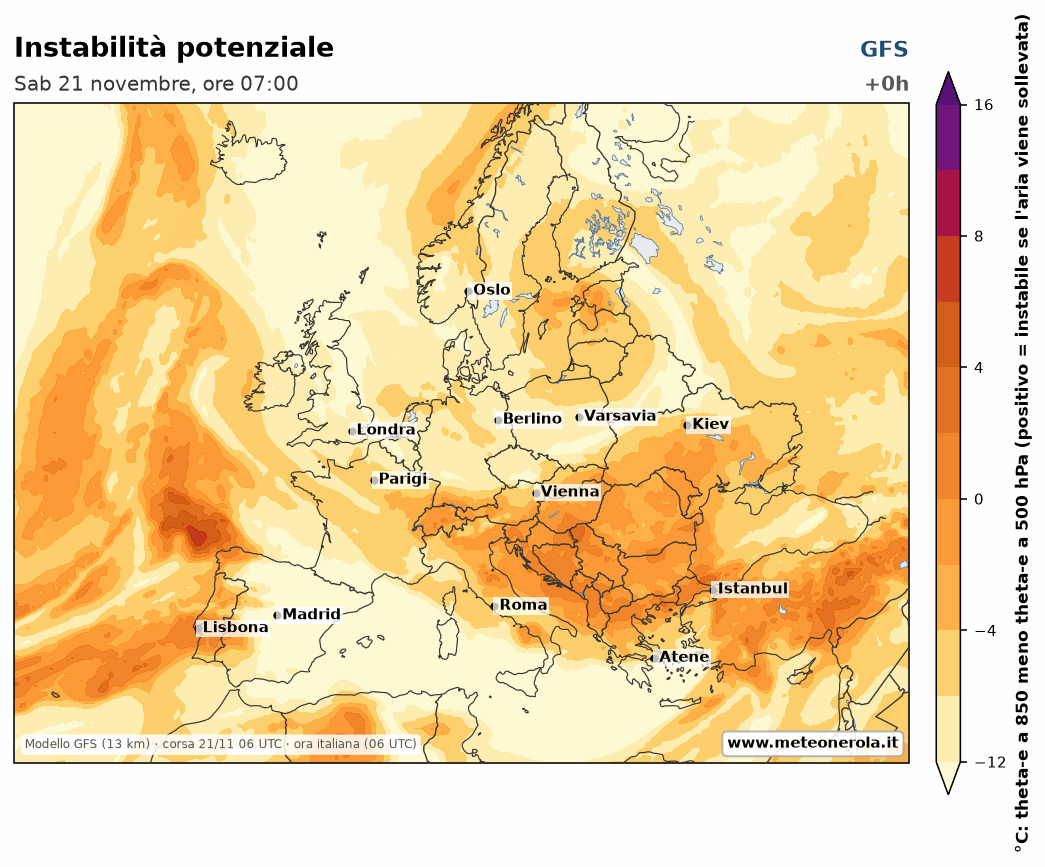 Instabilità potenziale
GFS
Sab 21 novembre, ore 07:00
+0h
Oslo
Berlino
Varsavia
Kiev
Londra
Parigi
Vienna
Istanbul
Roma
Madrid
Lisbona
Atene
Modello GFS (13 km) · corsa 21/11 06 UTC · ora italiana (06 UTC)
www.meteonerola.it
16
8
4
0
−4
−12
°C: theta-e a 850 meno theta-e a 500 hPa (positivo = instabile se l'aria viene sollevata)